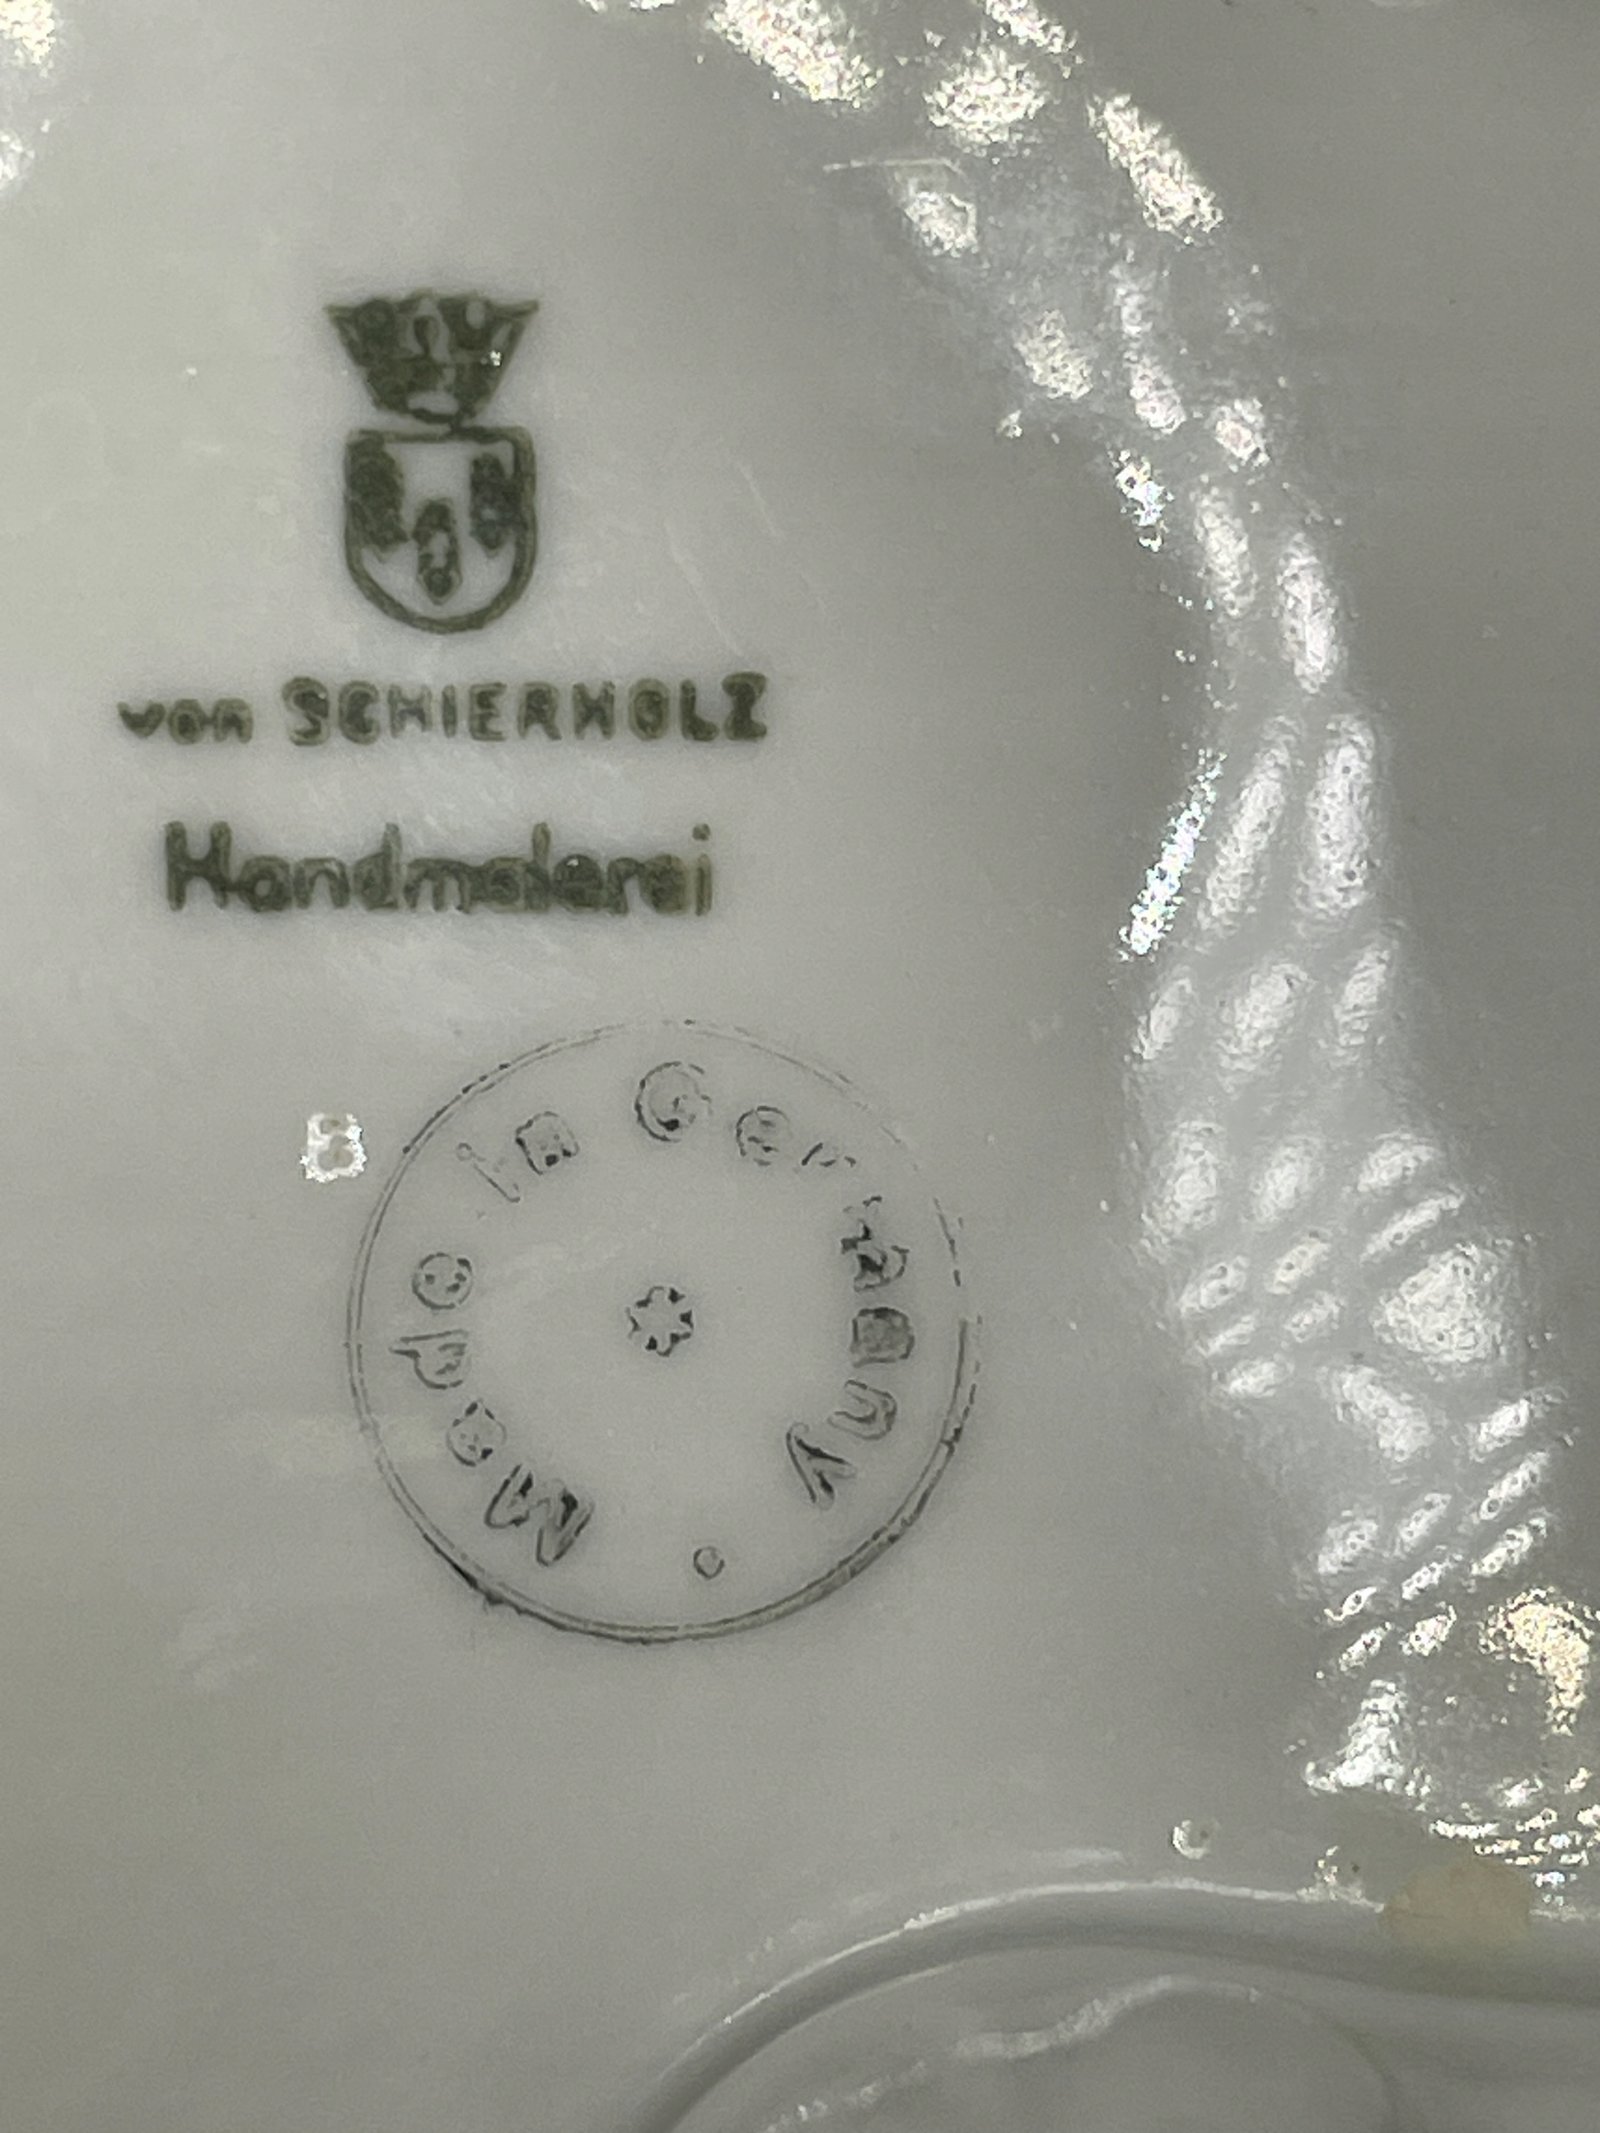 von SCHIERHOLZ
Handmalerei
Made in Germany